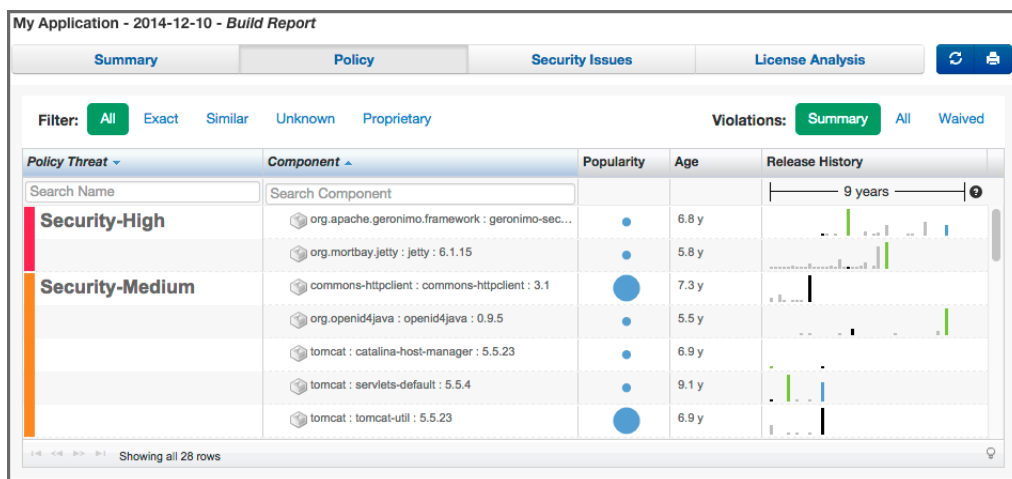 My Application - 2014-12-10 - Build Report
Summary Policy Security Issues License Analysis
Filter: All Exact Similar Unknown Proprietary Violations: Summary All Waived
Policy Threat Component Popularity Age Release History
Search Name Search Component 9 years ?
Security-High org.apache.geronimo.framework : geronimo-sec... 6.8 y
org.mortbay.jetty : jetty : 6.1.15 5.8 y
Security-Medium commons-httpclient : commons-httpclient : 3.1 7.3 y
org.openid4java : openid4java : 0.9.5 5.5 y
tomcat : catalina-host-manager : 5.5.23 6.9 y
tomcat : servlets-default : 5.5.4 9.1 y
tomcat : tomcat-util : 5.5.23 6.9 y
Showing all 28 rows